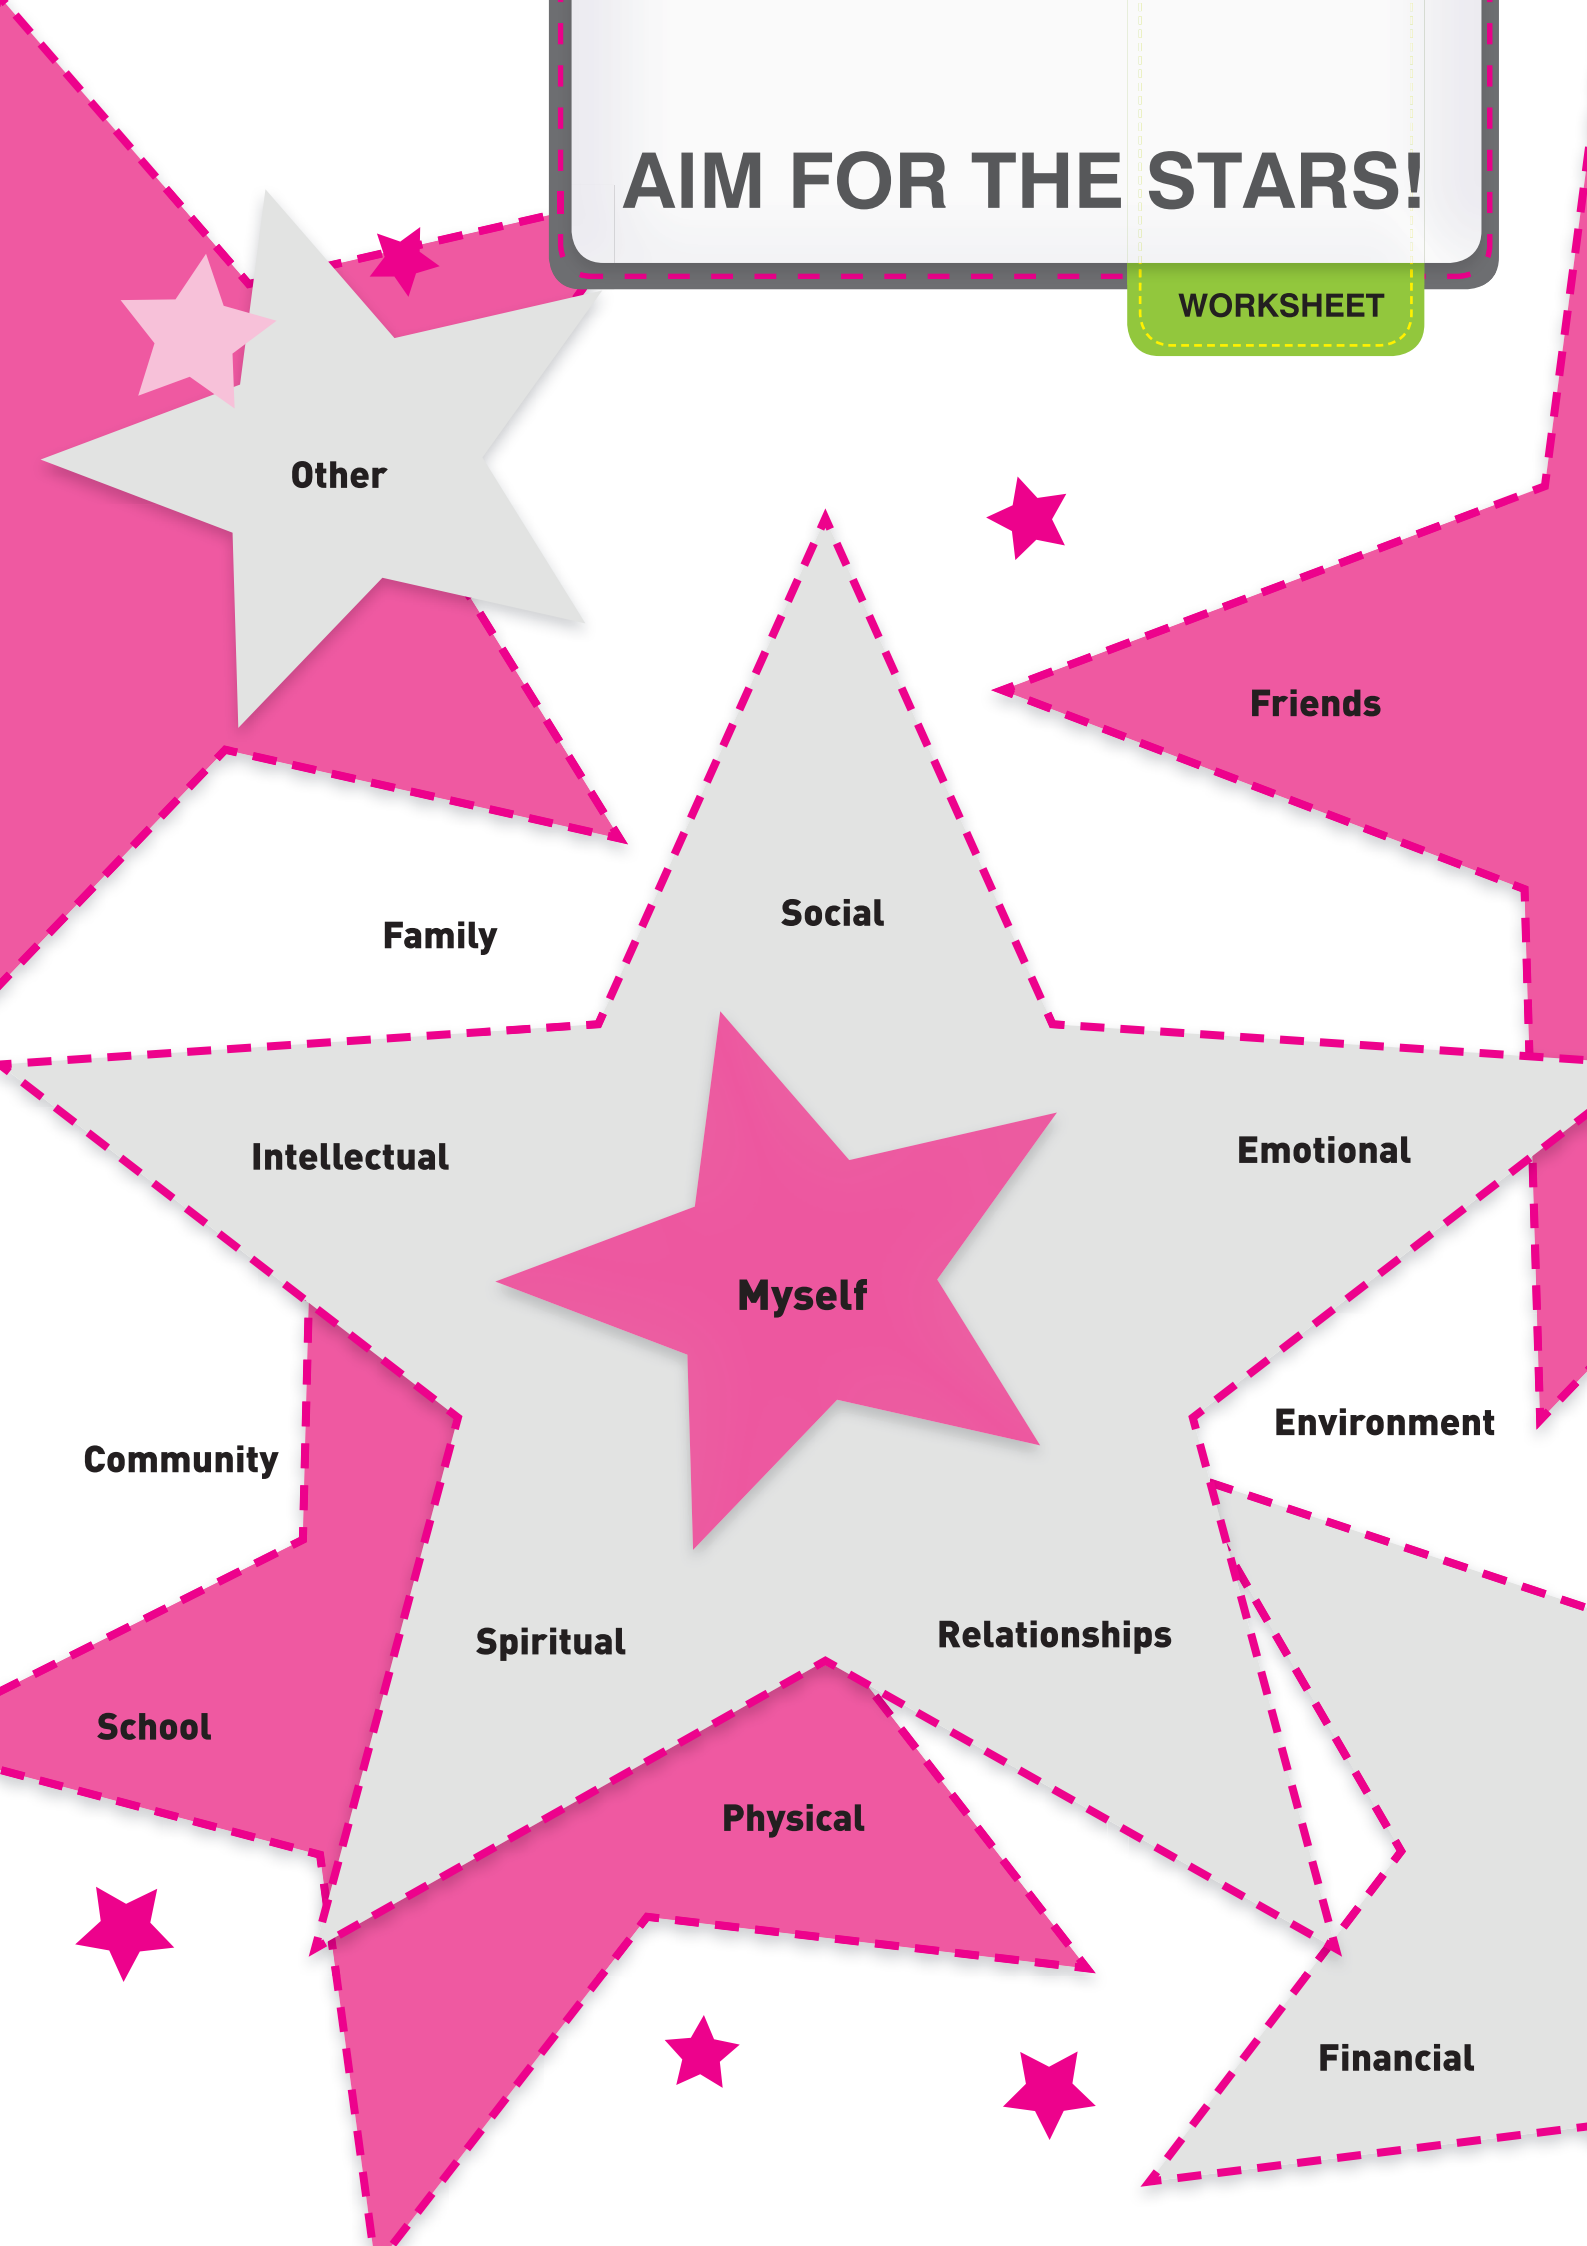 AIM FOR THE STARS!
WORKSHEET
Other
Friends
Social
Family
Intellectual
Emotional
Myself
Environment
Community
Spiritual
Relationships
School
Physical
Financial